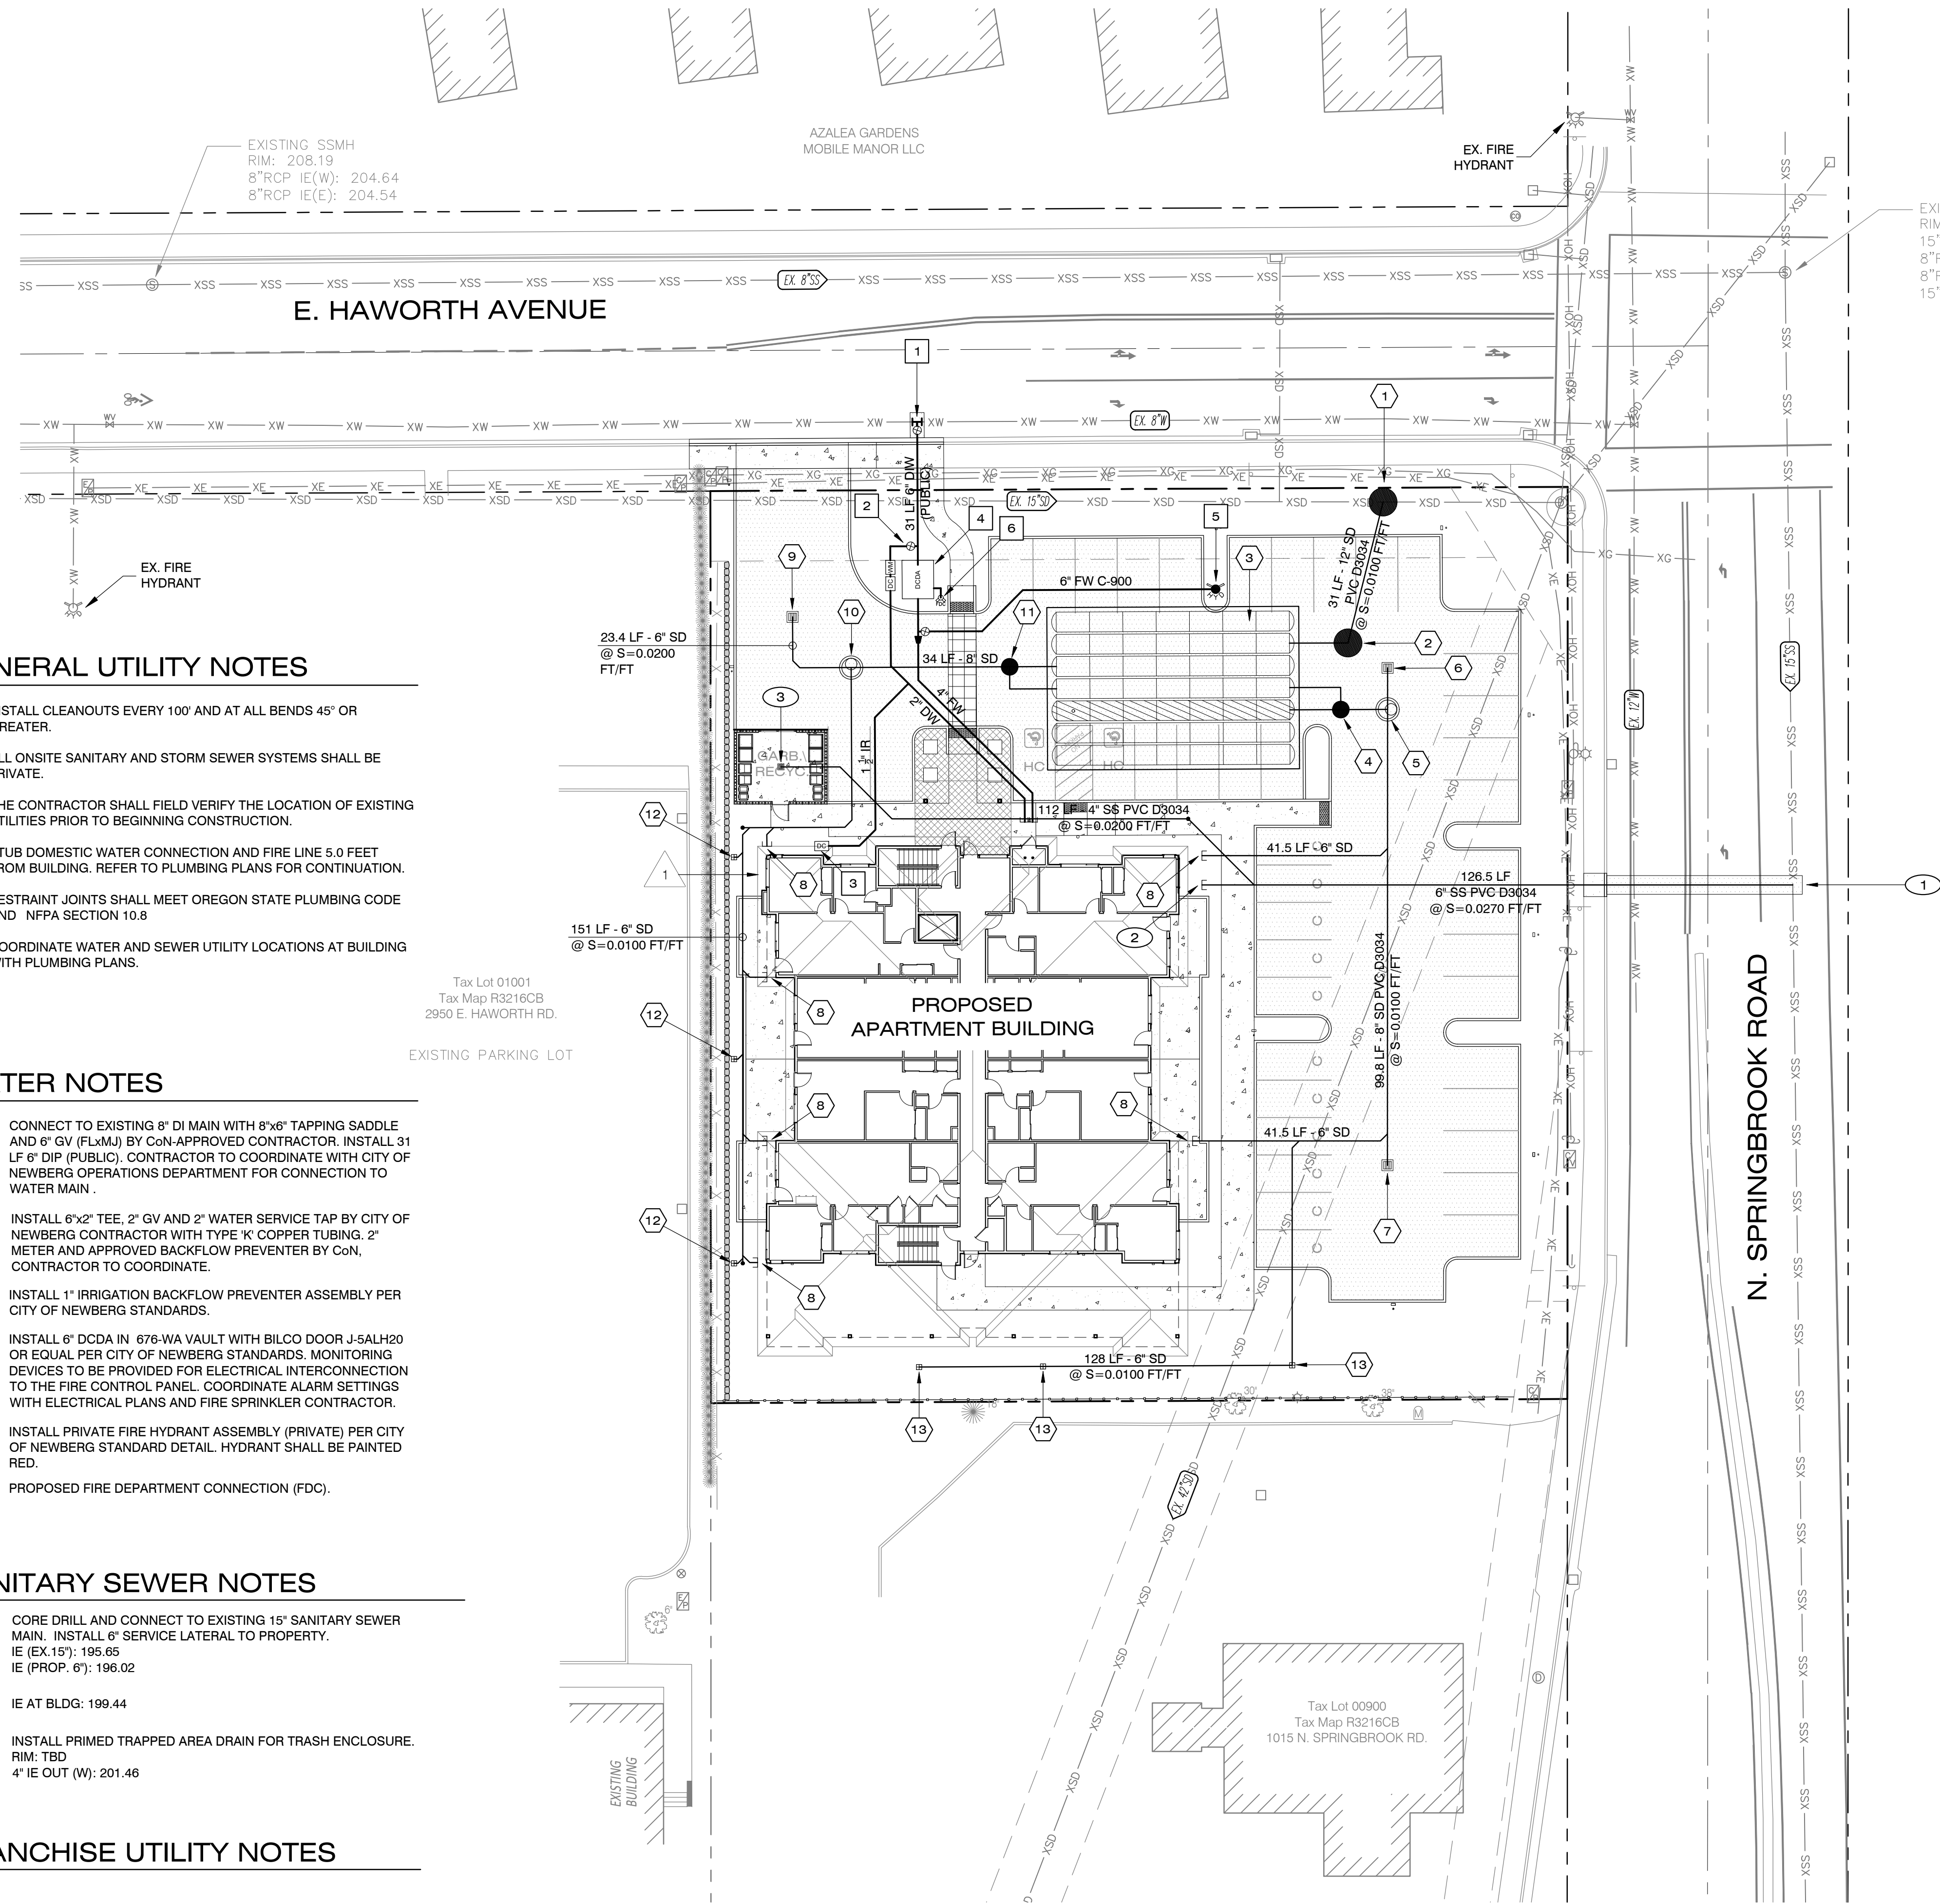 NERAL UTILITY NOTES
NSTALL CLEANOUTS EVERY 100' AND AT ALL BENDS 45° OR
REATER.
LL ONSITE SANITARY AND STORM SEWER SYSTEMS SHALL BE
RIVATE.
HE CONTRACTOR SHALL FIELD VERIFY THE LOCATION OF EXISTING
TILITIES PRIOR TO BEGINNING CONSTRUCTION.
TUB DOMESTIC WATER CONNECTION AND FIRE LINE 5.0 FEET
ROM BUILDING. REFER TO PLUMBING PLANS FOR CONTINUATION.
ESTRAINT JOINTS SHALL MEET OREGON STATE PLUMBING CODE
ND NFPA SECTION 10.8
OORDINATE WATER AND SEWER UTILITY LOCATIONS AT BUILDING
WITH PLUMBING PLANS.
TER NOTES
CONNECT TO EXISTING 8" DI MAIN WITH 8"x6" TAPPING SADDLE
AND 6" GV (FLxMJ) BY CoN-APPROVED CONTRACTOR. INSTALL 31
LF 6" DIP (PUBLIC). CONTRACTOR TO COORDINATE WITH CITY OF
NEWBERG OPERATIONS DEPARTMENT FOR CONNECTION TO
WATER MAIN .
INSTALL 6"x2" TEE, 2" GV AND 2" WATER SERVICE TAP BY CITY OF
NEWBERG CONTRACTOR WITH TYPE 'K' COPPER TUBING. 2"
METER AND APPROVED BACKFLOW PREVENTER BY CoN,
CONTRACTOR TO COORDINATE.
INSTALL 1" IRRIGATION BACKFLOW PREVENTER ASSEMBLY PER
CITY OF NEWBERG STANDARDS.
INSTALL 6" DCDA IN 676-WA VAULT WITH BILCO DOOR J-5ALH20
OR EQUAL PER CITY OF NEWBERG STANDARDS. MONITORING
DEVICES TO BE PROVIDED FOR ELECTRICAL INTERCONNECTION
TO THE FIRE CONTROL PANEL. COORDINATE ALARM SETTINGS
WITH ELECTRICAL PLANS AND FIRE SPRINKLER CONTRACTOR.
INSTALL PRIVATE FIRE HYDRANT ASSEMBLY (PRIVATE) PER CITY
OF NEWBERG STANDARD DETAIL. HYDRANT SHALL BE PAINTED
RED.
PROPOSED FIRE DEPARTMENT CONNECTION (FDC).
NITARY SEWER NOTES
CORE DRILL AND CONNECT TO EXISTING 15" SANITARY SEWER
MAIN. INSTALL 6" SERVICE LATERAL TO PROPERTY.
IE (EX.15"): 195.65
IE (PROP. 6"): 196.02
IE AT BLDG: 199.44
INSTALL PRIMED TRAPPED AREA DRAIN FOR TRASH ENCLOSURE.
RIM: TBD
4" IE OUT (W): 201.46
ANCHISE UTILITY NOTES
EXISTING SSMH
RIM: 208.19
8"RCP IE(W): 204.64
8"RCP IE(E): 204.54
AZALEA GARDENS
MOBILE MANOR LLC
EX. FIRE
HYDRANT
EXI
RIM
15"
8"F
8"F
15"
EX. 8"SS
E. HAWORTH AVENUE
EX. 8"W
EX. 15"SD
EX. FIRE
HYDRANT
31 LF 6" DIW
(PUBLIC)
DC
WM
DCDA
FDC
6" FW C-900
31 LF - 12" SD
PVC D3034
@ S=0.0100 FT/FT
23.4 LF - 6" SD
@ S=0.0200
FT/FT
34 LF - 8" SD
4" FW
2" DW
1 1/2" IR
GARB.\
RECYC.
HC
HC
112 LF - 4" SS PVC D3034
@ S=0.0200 FT/FT
41.5 LF - 6" SD
126.5 LF
6" SS PVC D3034
@ S=0.0270 FT/FT
DC
151 LF - 6" SD
@ S=0.0100 FT/FT
Tax Lot 01001
Tax Map R3216CB
2950 E. HAWORTH RD.
EXISTING PARKING LOT
PROPOSED
APARTMENT BUILDING
99.8 LF - 8" SD PVC D3034
@ S=0.0100 FT/FT
41.5 LF - 6" SD
128 LF - 6" SD
@ S=0.0100 FT/FT
30"
38"
EX. 42"SD
EX. 12"W
EX. 15"SS
N. SPRINGBROOK ROAD
Tax Lot 00900
Tax Map R3216CB
1015 N. SPRINGBROOK RD.
EXISTING
BUILDING